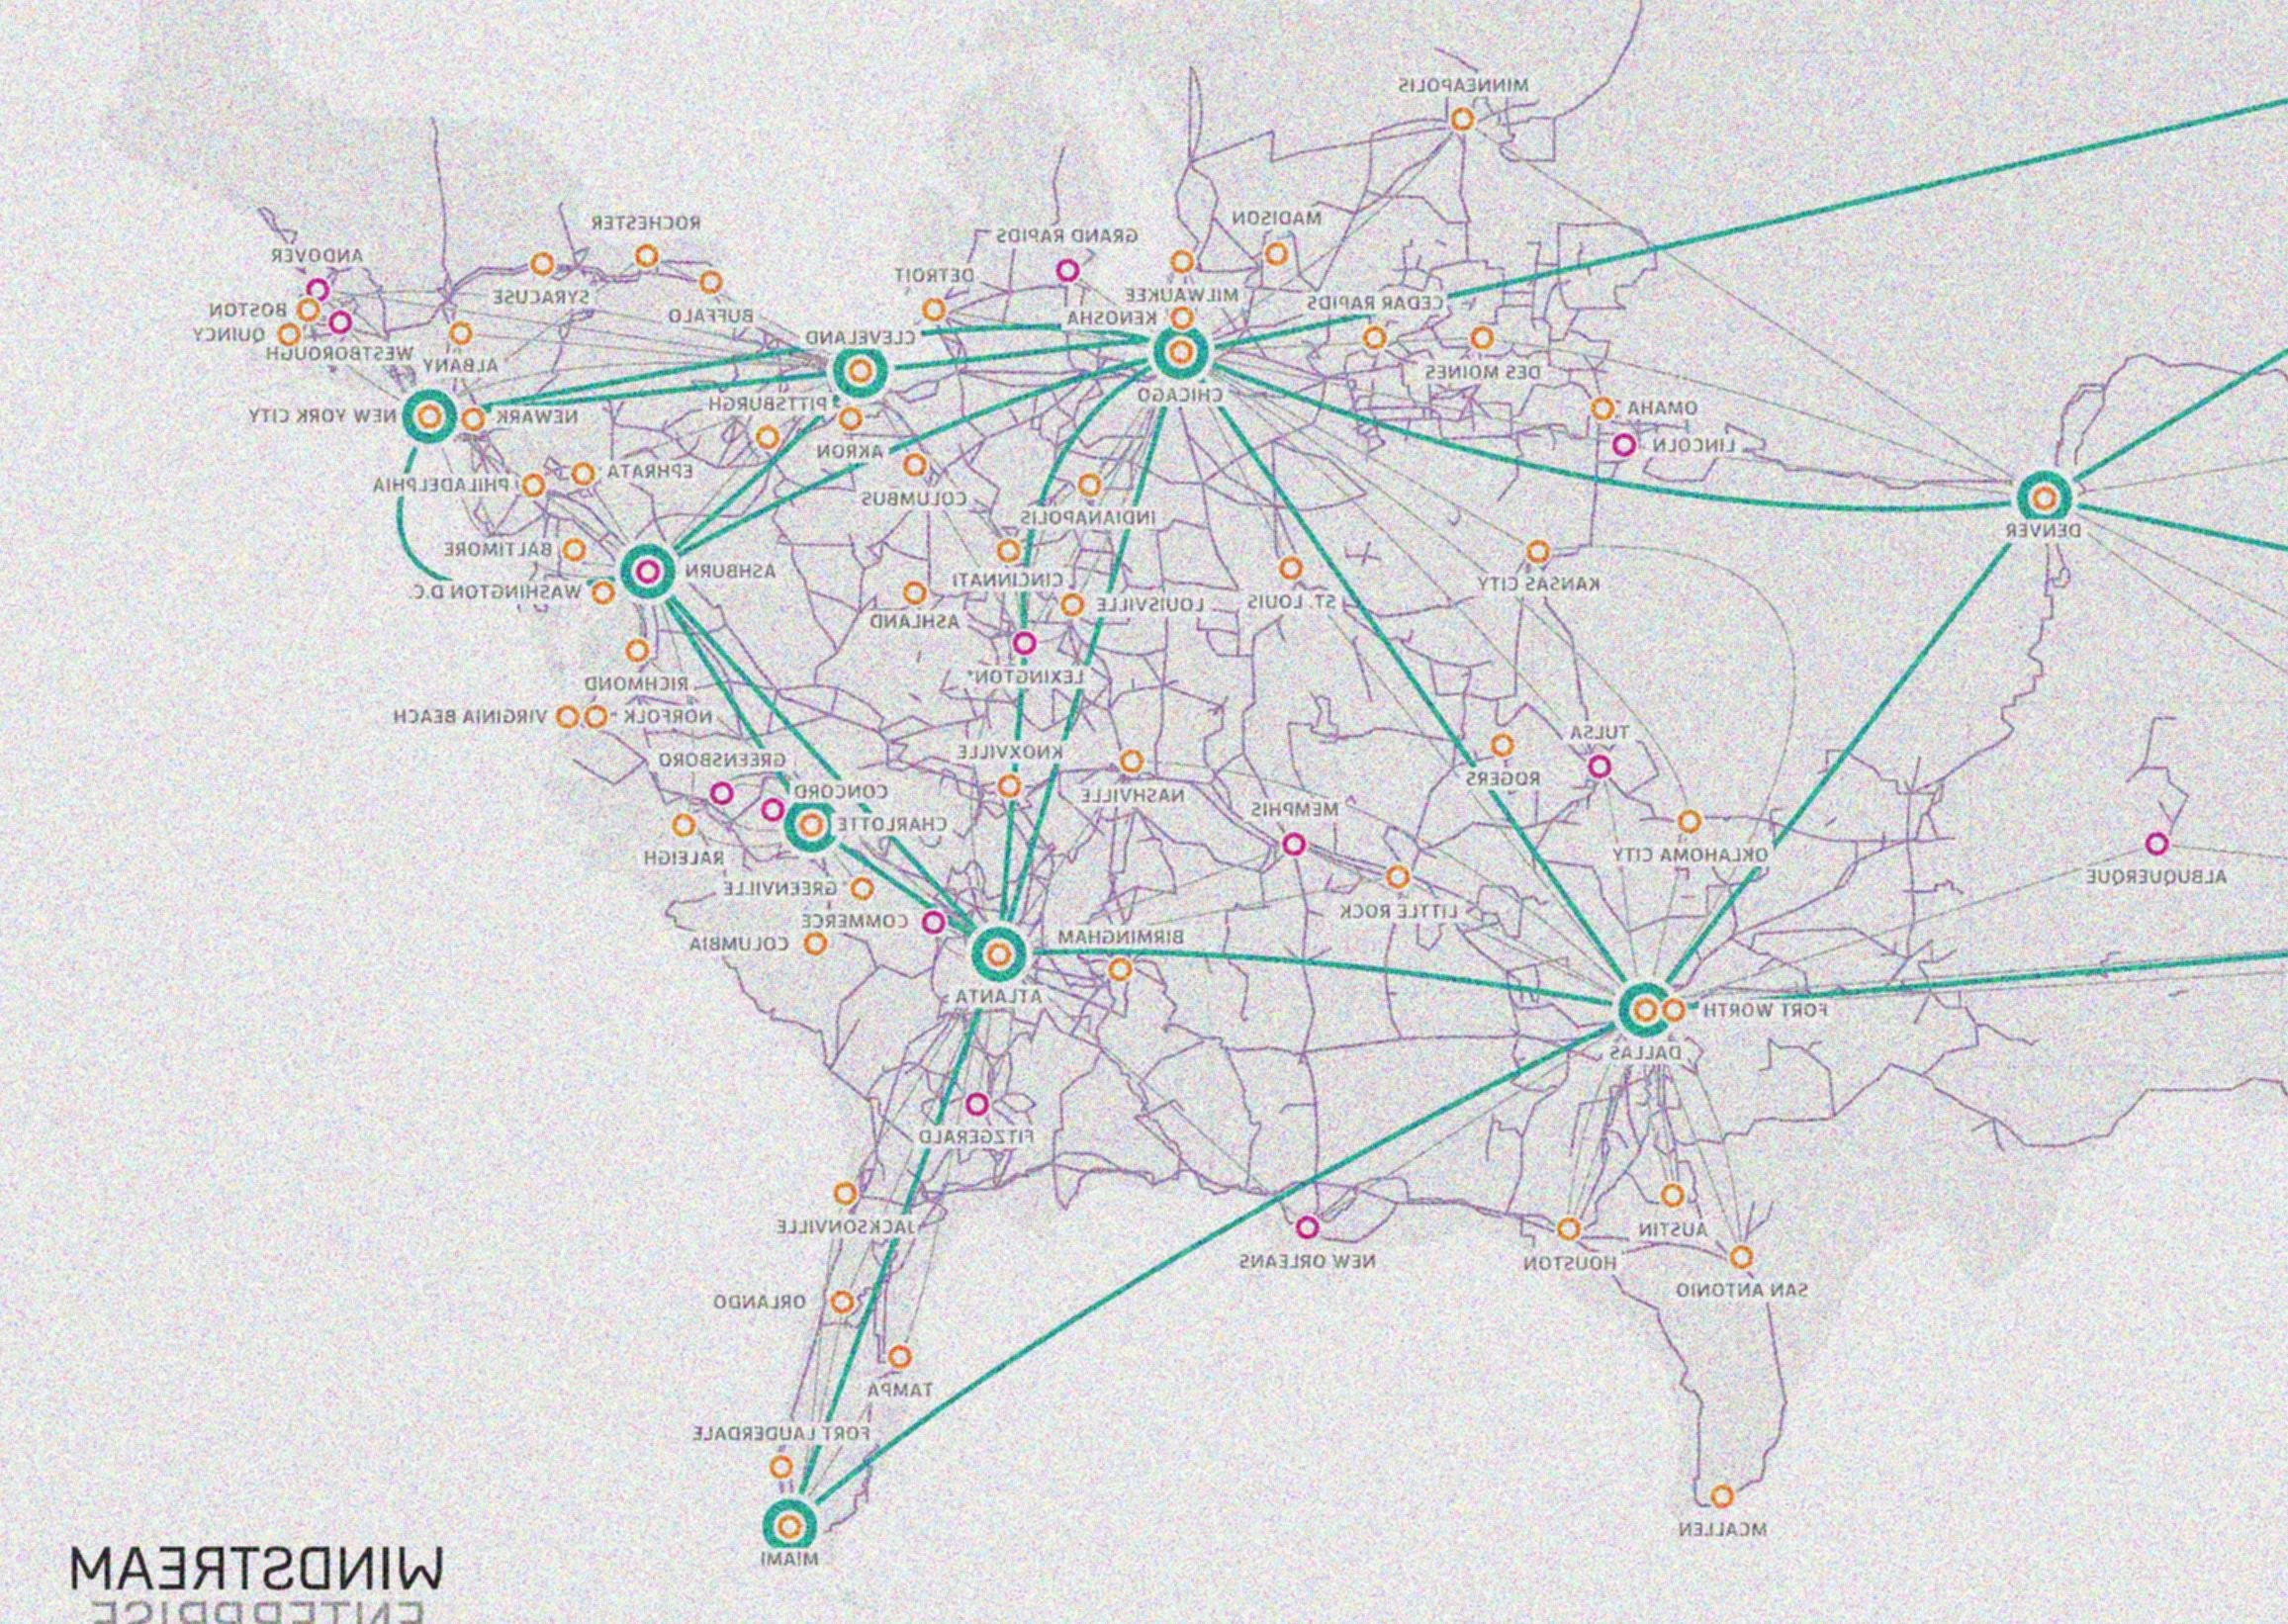 MINNEAPOLIS
ROCHESTER
MADISON
GRAND RAPIDS
ANDOVER
DETROIT
SYRACUSE
MILWAUKEE
CEDAR RAPIDS
BOSTON
BUFFALO
KENOSHA
QUINCY
CLEVELAND
WESTBOROUGH
ALBANY
DES MOINES
CHICAGO
PITTSBURGH
OMAHA
NEW YORK CITY
NEWARK
LINCOLN
AKRON
EPHRATA
PHILADELPHIA
COLUMBUS
INDIANAPOLIS
DENVER
BALTIMORE
ASHBURN
CINCINNATI
KANSAS CITY
WASHINGTON D.C.
LOUISVILLE
ST. LOUIS
ASHLAND
LEXINGTON*
RICHMOND
VIRGINIA BEACH
NORFOLK
TULSA
KNOXVILLE
GREENSBORO
ROGERS
CONCORD
NASHVILLE
MEMPHIS
CHARLOTTE
RALEIGH
OKLAHOMA CITY
ALBUQUERQUE
GREENVILLE
LITTLE ROCK
COMMERCE
BIRMINGHAM
COLUMBIA
ATLANTA
FORT WORTH
DALLAS
FITZGERALD
JACKSONVILLE
AUSTIN
NEW ORLEANS
HOUSTON
SAN ANTONIO
ORLANDO
TAMPA
FORT LAUDERDALE
MCALLEN
MIAMI
WINDSTREAM
ENTERPRISE